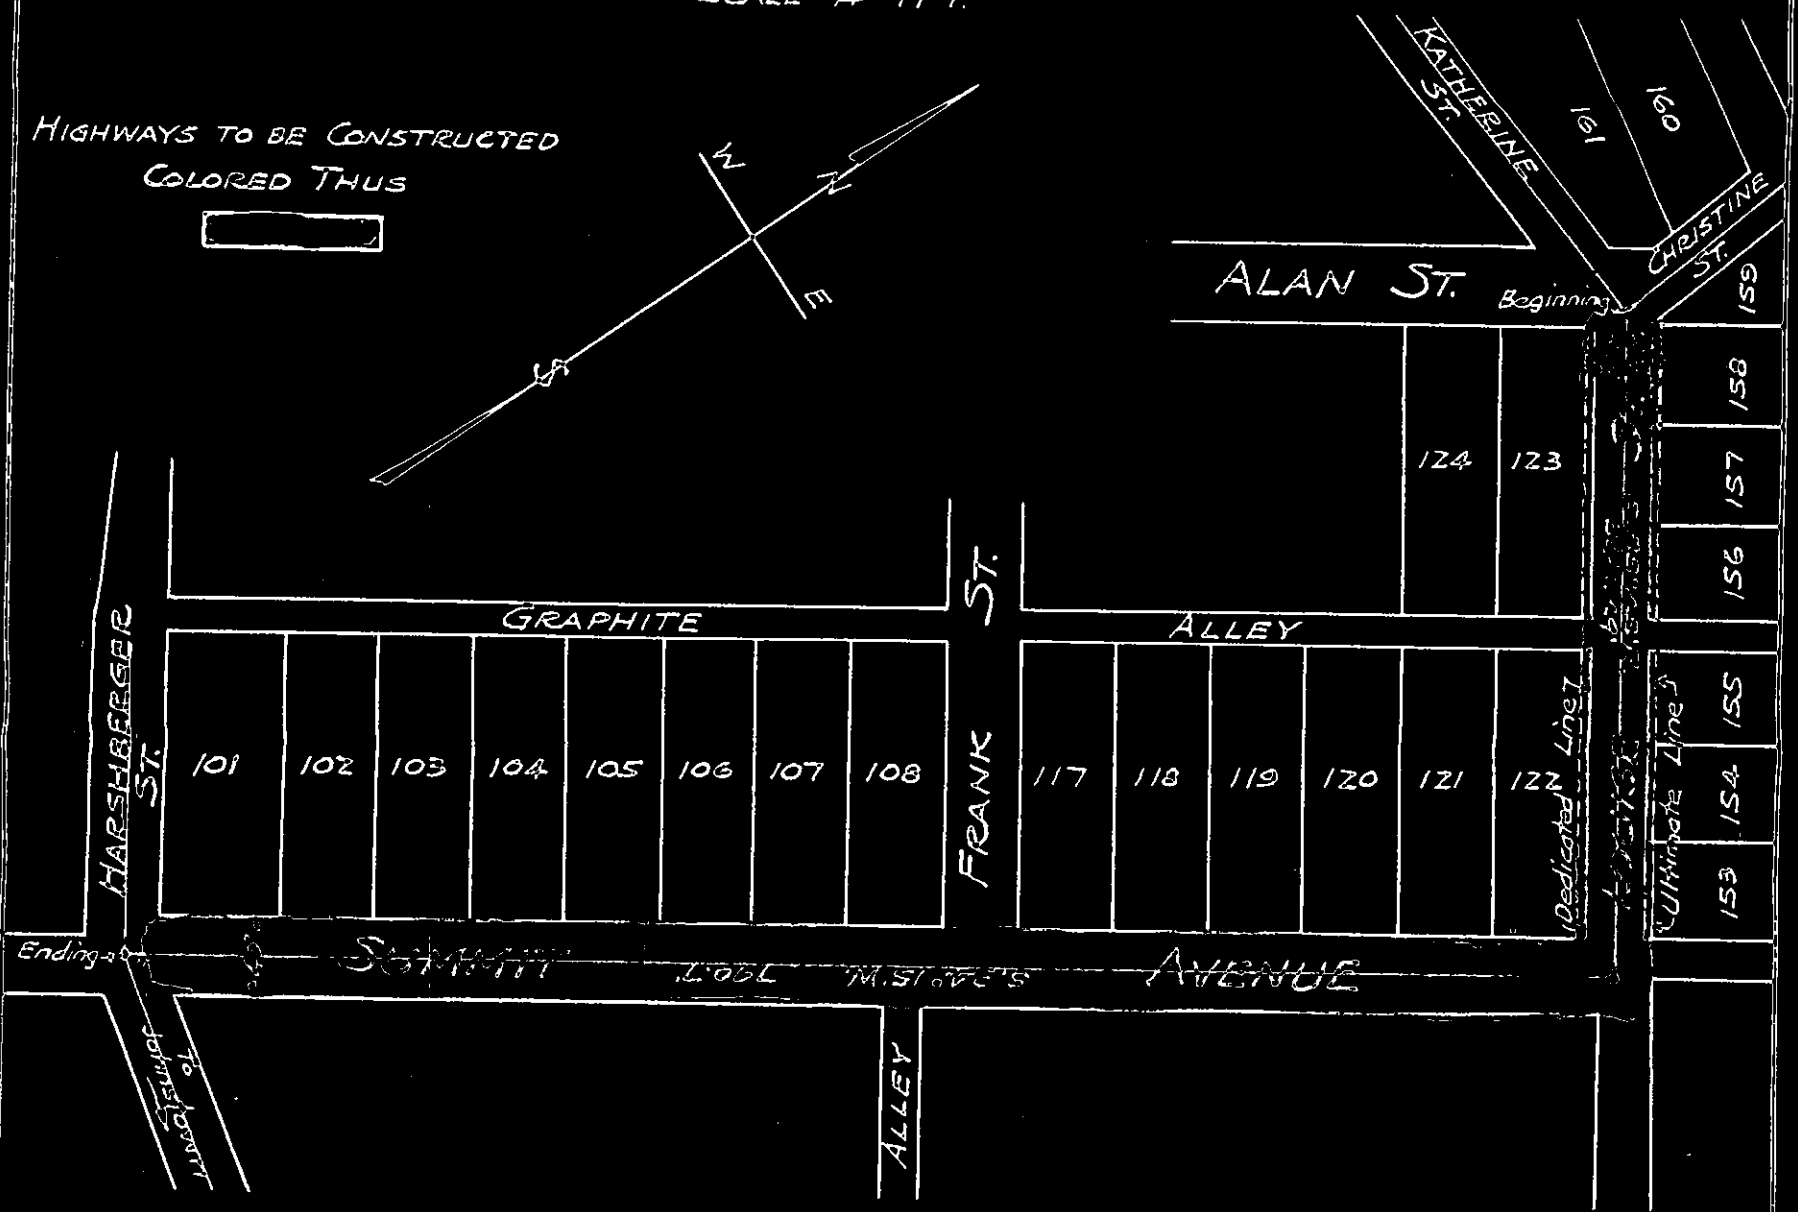 HIGHWAYS TO BE CONSTRUCTED
COLORED THUS
W
N
E
S
KATHERINE
ST.
161
160
CHRISTINE
ST.
159
ALAN ST.
Beginning
158
157
156
124
123
HARSHBERGER
ST.
GRAPHITE
ALLEY
FRANK ST.
101
102
103
104
105
106
107
108
117
118
119
120
121
122
Dedicated Line
Ultimate Line
155
154
153
Ending
SUMMIT
AVENUE
ALLEY
To
Johnstown